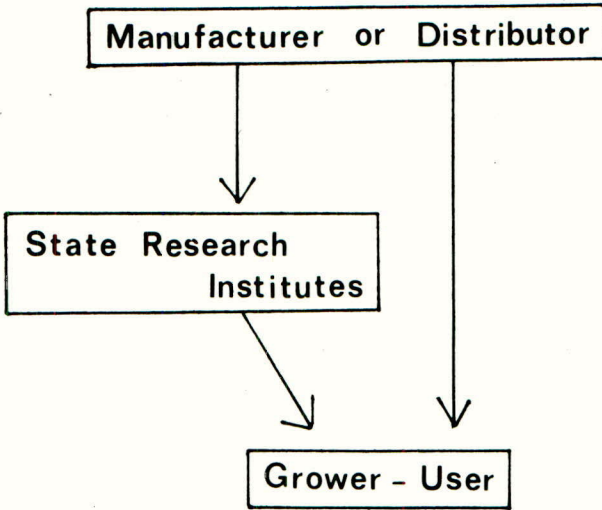 Manufacturer or Distributor
State Research
Institutes
Grower - User